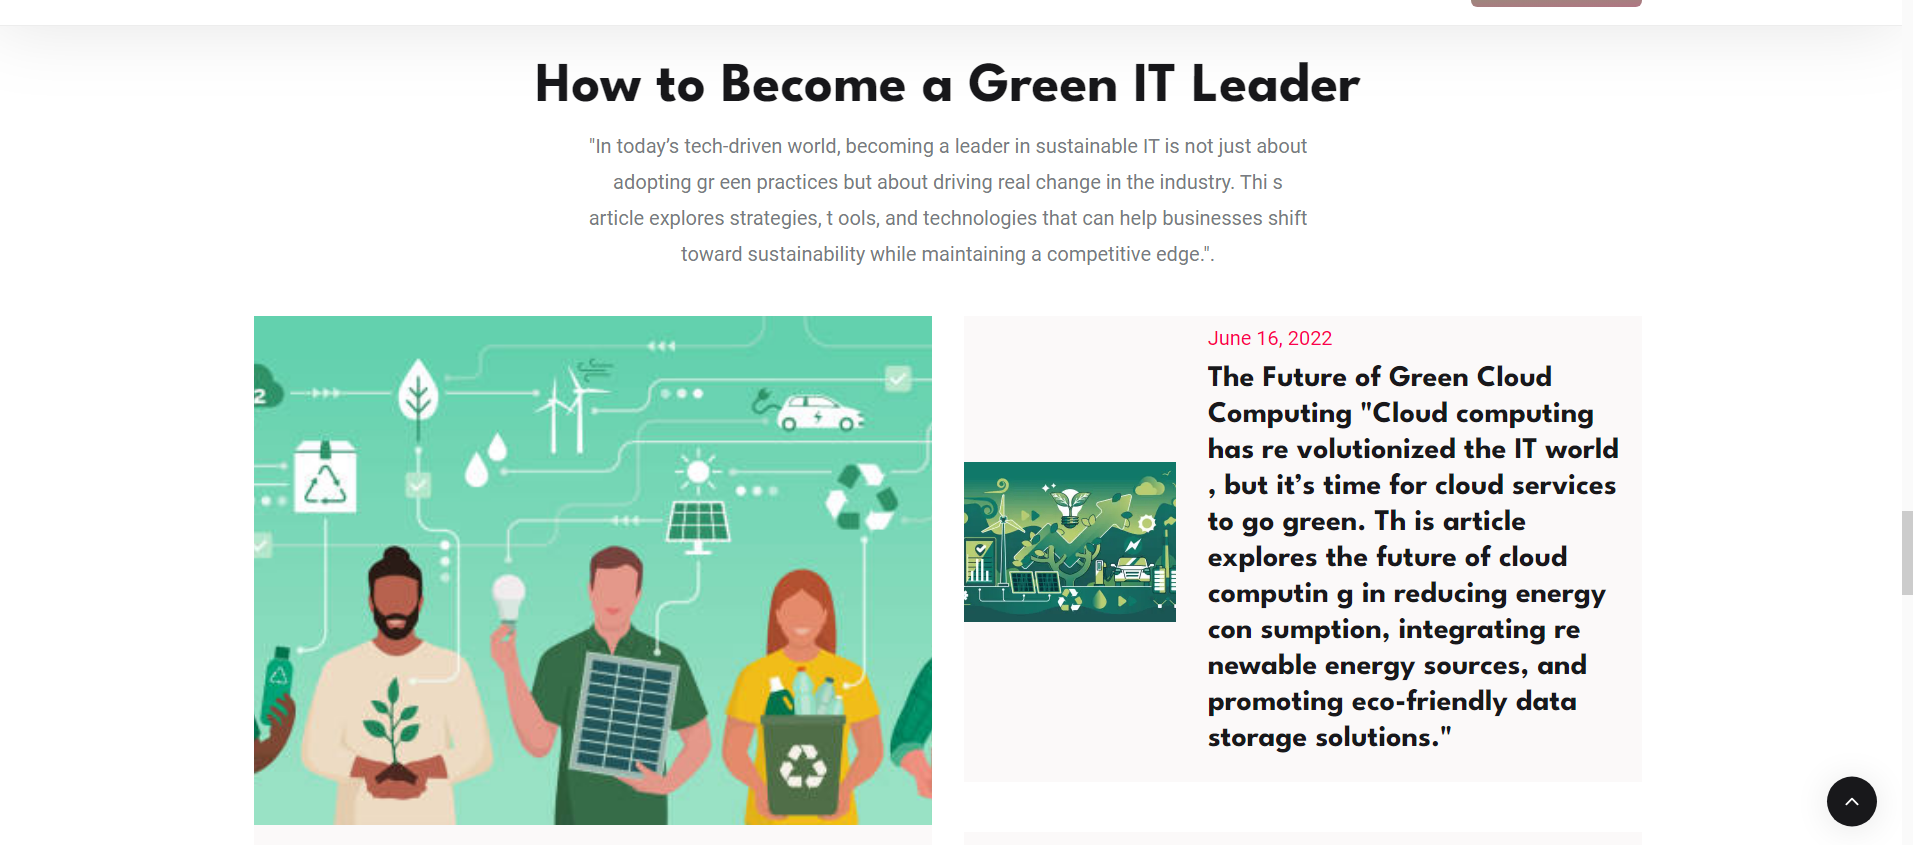 How to Become a Green IT Leader
"In today’s tech-driven world, becoming a leader in sustainable IT is not just about
adopting gr een practices but about driving real change in the industry. Thi s
article explores strategies, t ools, and technologies that can help businesses shift
toward sustainability while maintaining a competitive edge.".
2
June 16, 2022
The Future of Green Cloud
Computing "Cloud computing
has re volutionized the IT world
, but it’s time for cloud services
to go green. Th is article
explores the future of cloud
computin g in reducing energy
con sumption, integrating re
newable energy sources, and
promoting eco-friendly data
storage solutions."